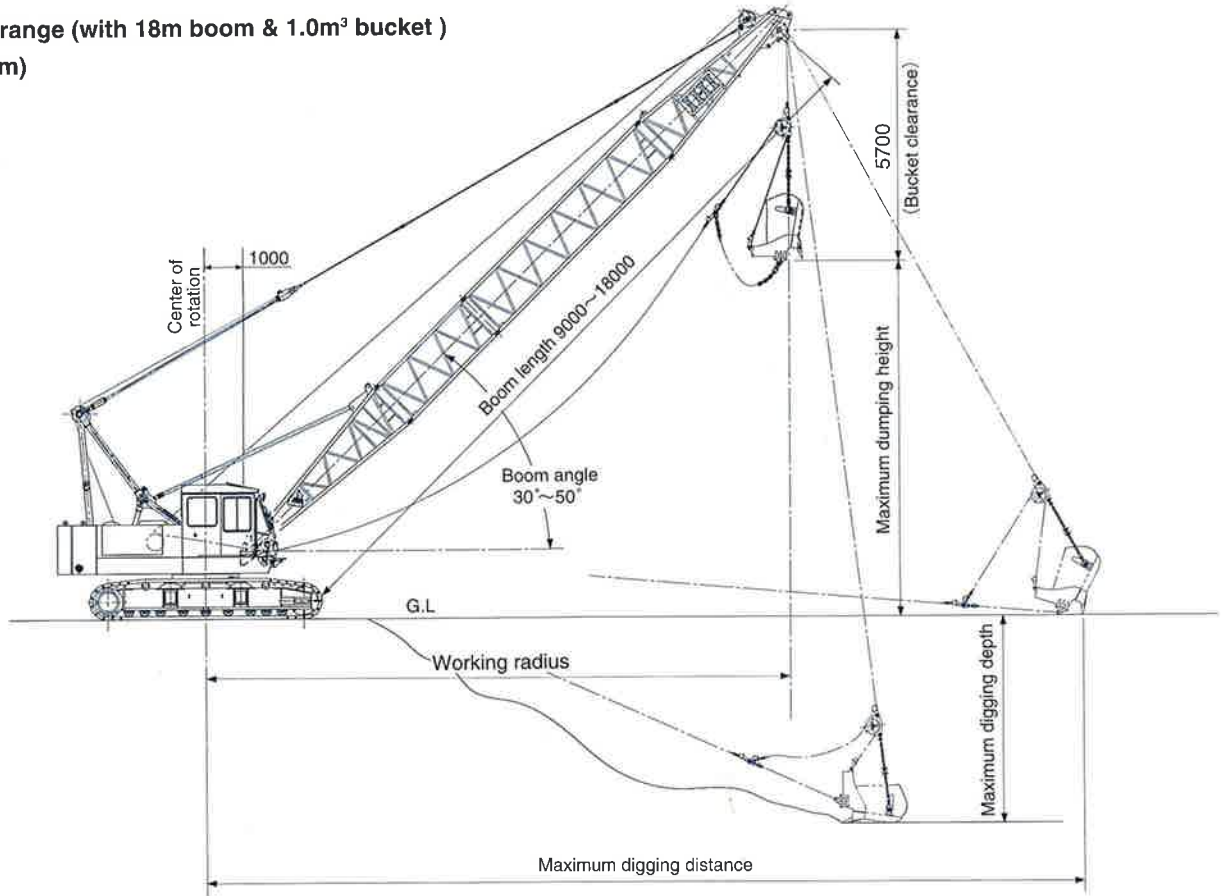 range (with 18m boom & 1.0m³ bucket )
m)
5700
(Bucket clearance)
Center of
rotation
1000
Boom length 9000～18000
Maximum dumping height
Boom angle
30°～50°
G.L
Working radius
Maximum digging depth
Maximum digging distance